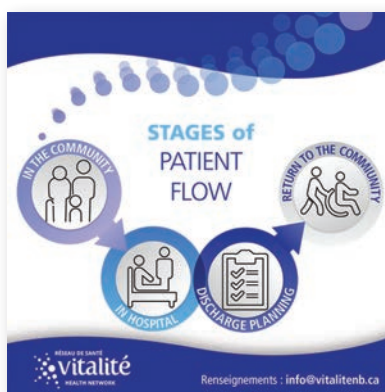 STAGES of
PATIENT
FLOW
IN THE COMMUNITY
IN HOSPITAL
DISCHARGE PLANNING
RETURN TO THE COMMUNITY
RÉSEAU DE SANTÉ
vitalité
HEALTH NETWORK
Renseignements : info@vitalitenb.ca